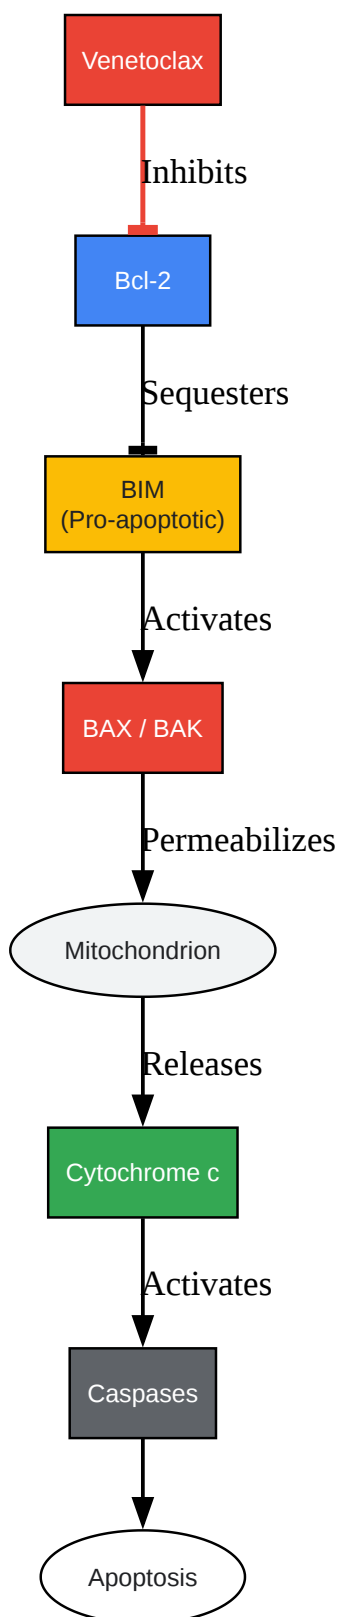 Venetoclax
Inhibits
Bcl-2
Sequesters
BIM
(Pro-apoptotic)
Activates
BAX / BAK
Permeabilizes
Mitochondrion
Releases
Cytochrome c
Activates
Caspases
Apoptosis